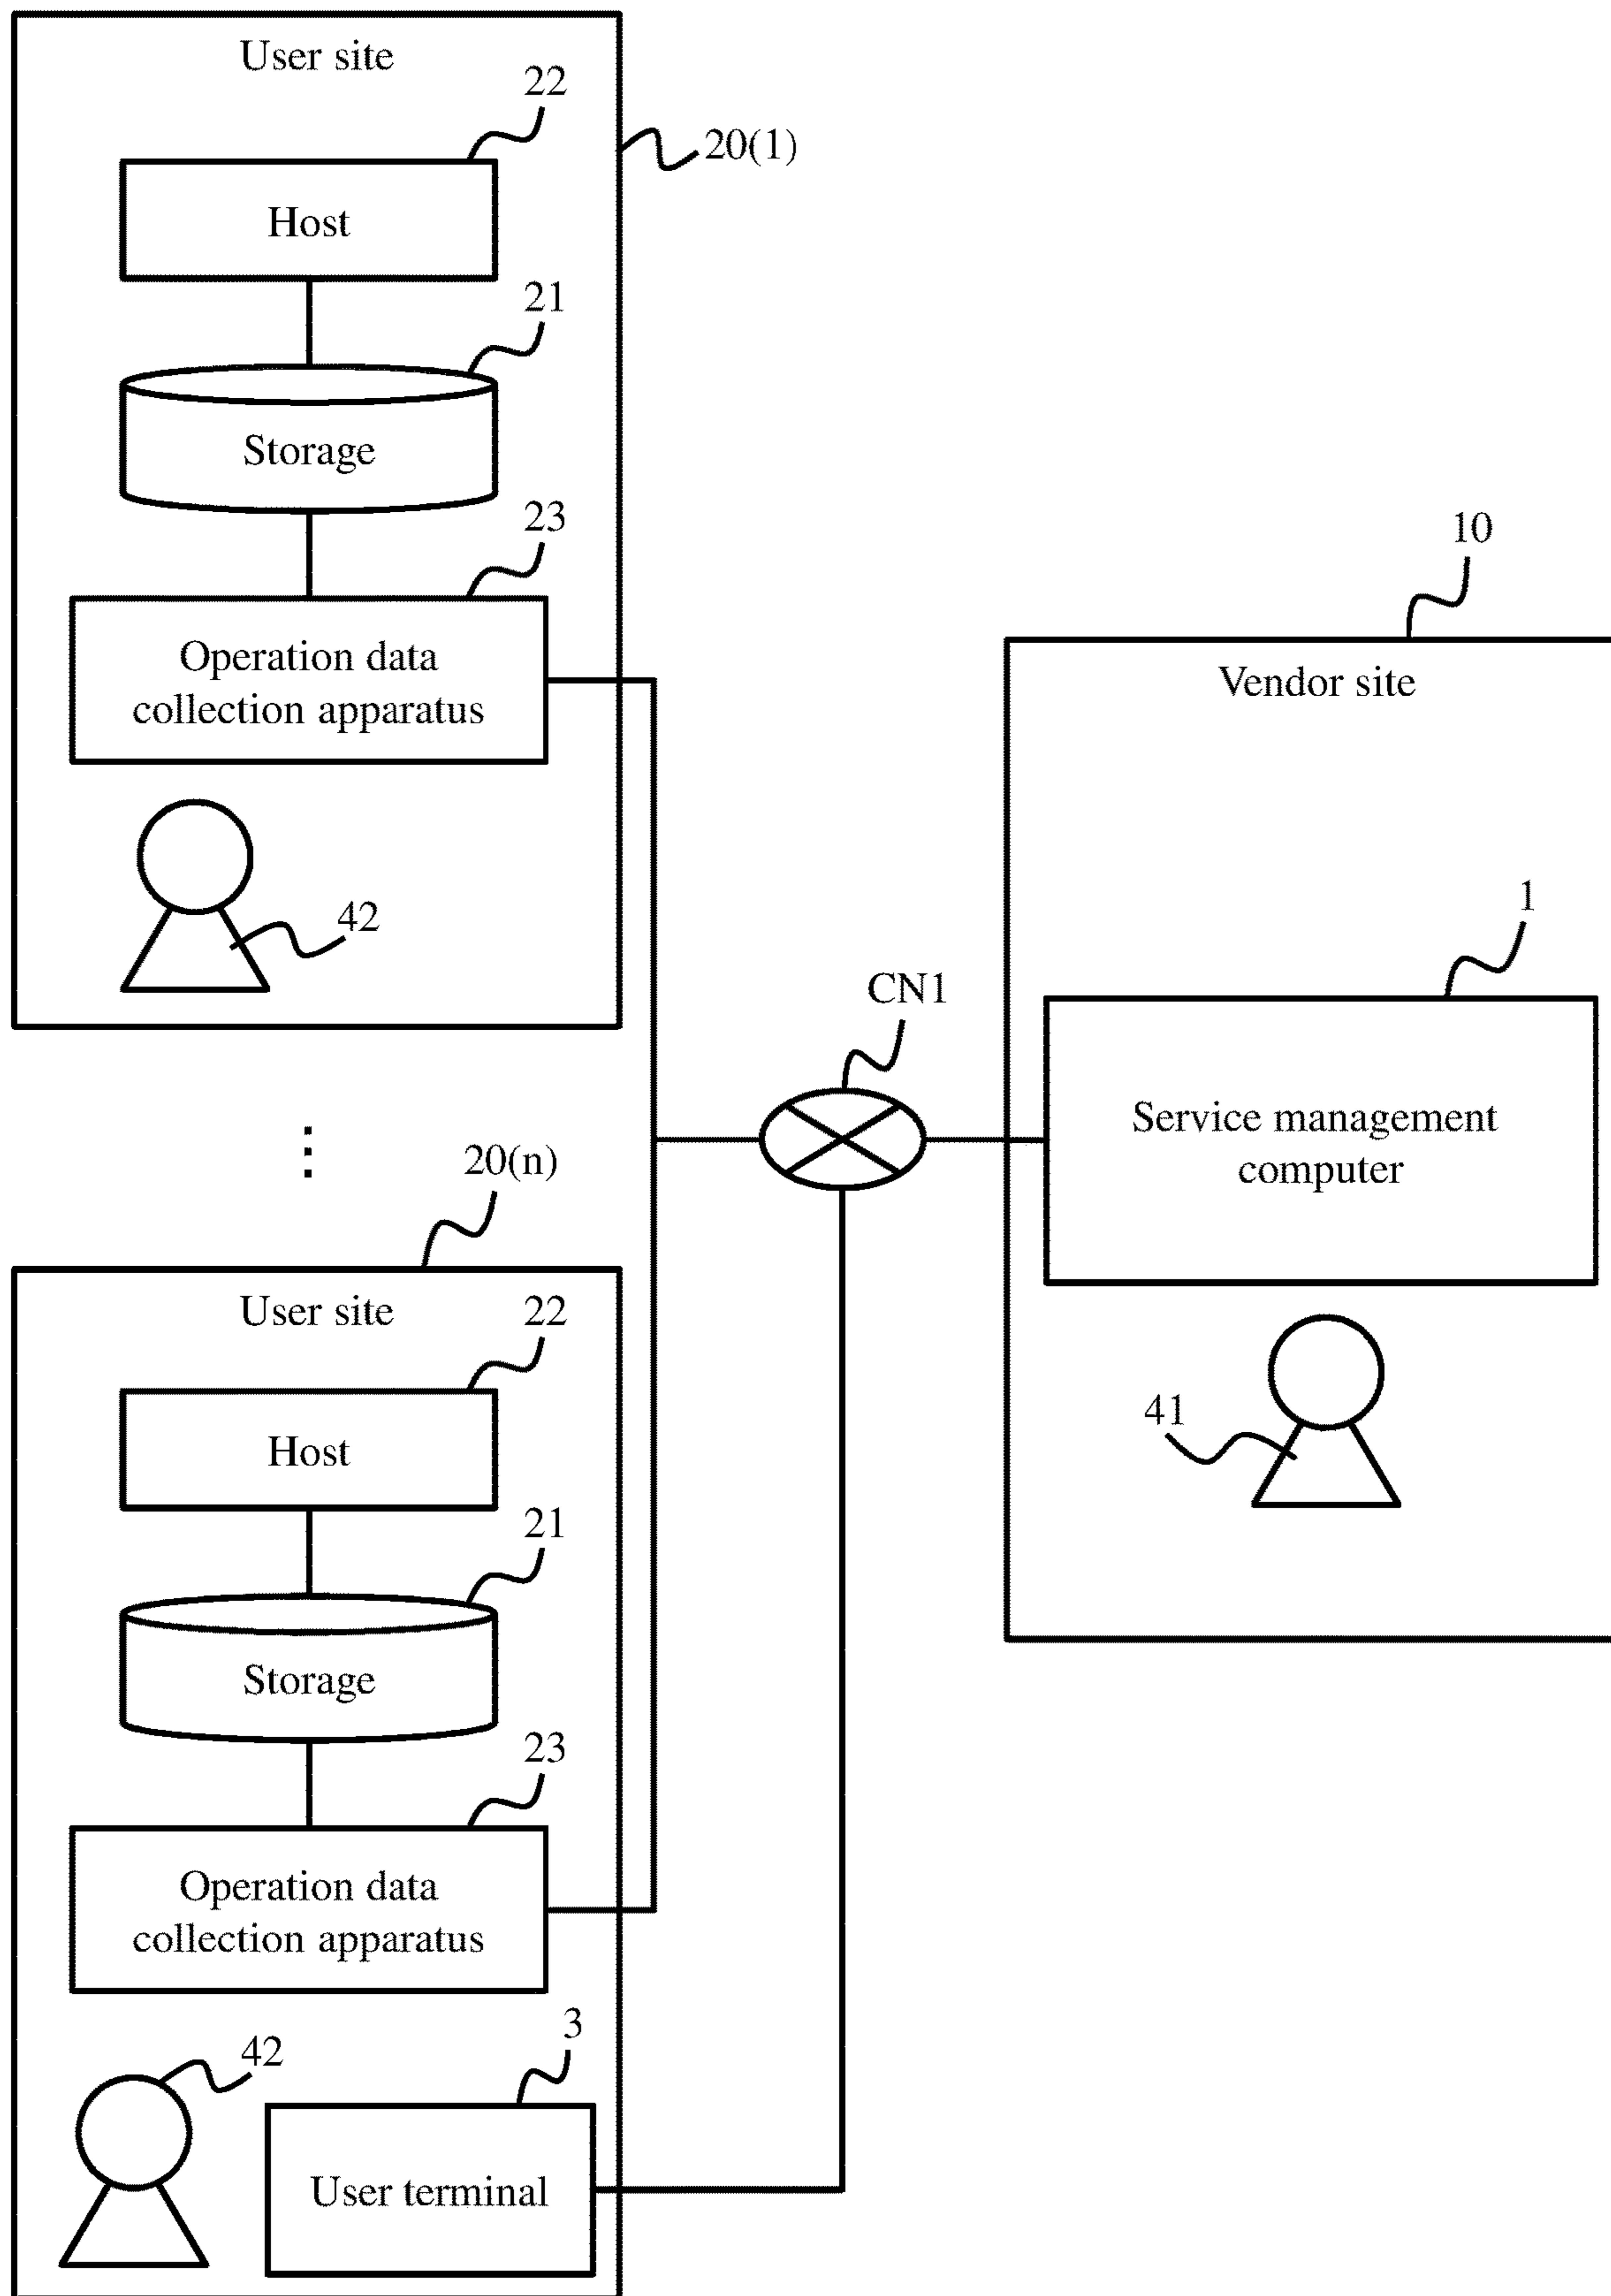 User site
22
20(1)
Host
21
Storage
23
Operation data
collection apparatus
42
10
Vendor site
1
CN1
Service management
computer
41
⋮
20(n)
User site
22
Host
21
Storage
23
Operation data
collection apparatus
42
3
User terminal